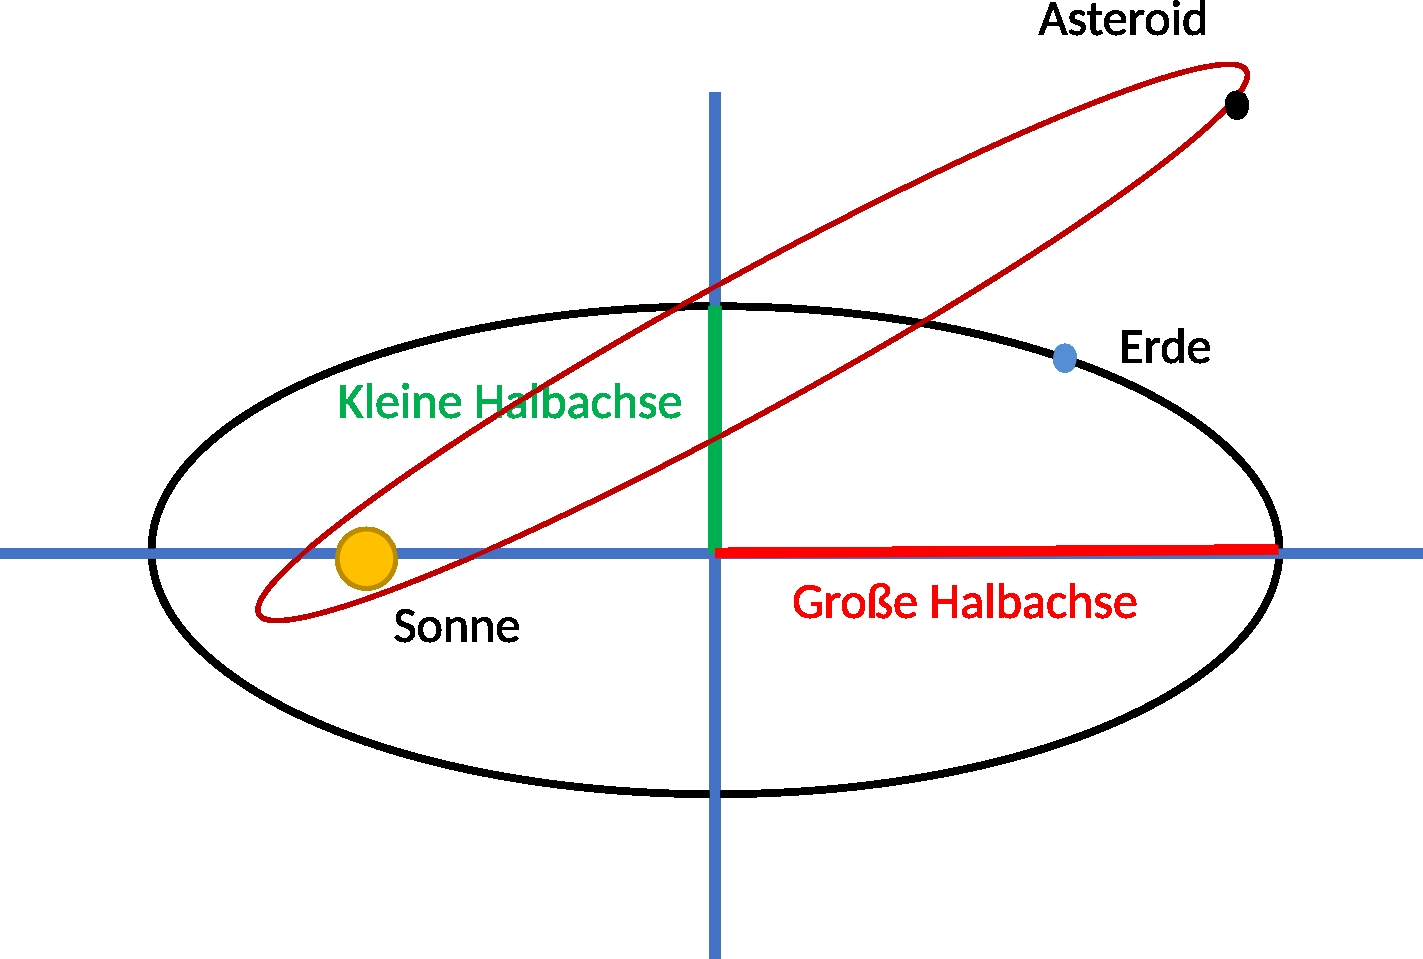 Asteroid
Erde
Kleine Halbachse
Große Halbachse
Sonne